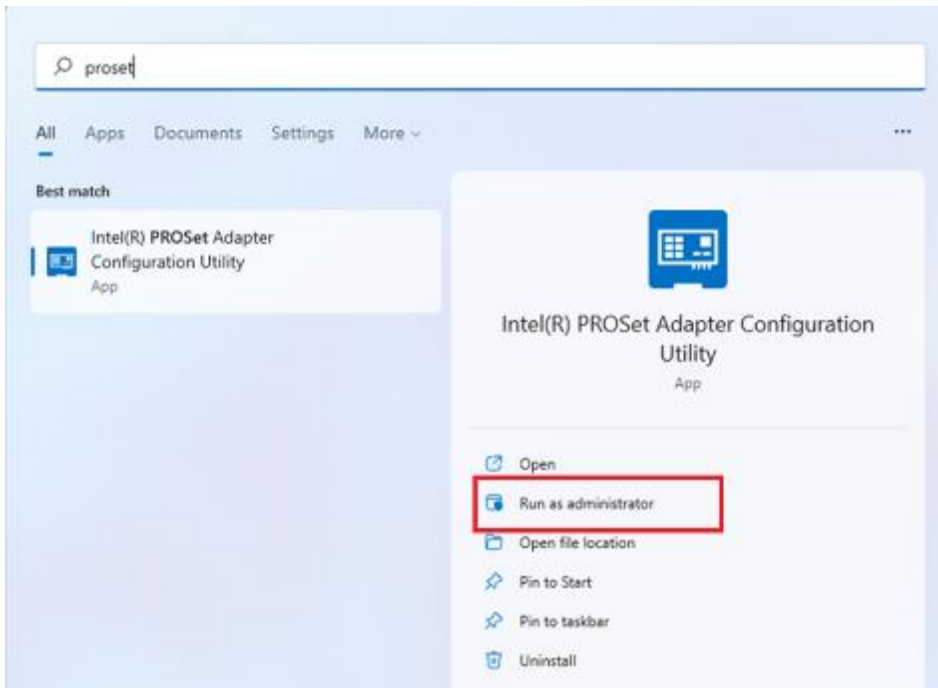 proset
All Apps Documents Settings More
Best match
Intel(R) PROSet Adapter
Configuration Utility
App
Intel(R) PROSet Adapter Configuration
Utility
App
Open
Run as administrator
Open file location
Pin to Start
Pin to taskbar
Uninstall